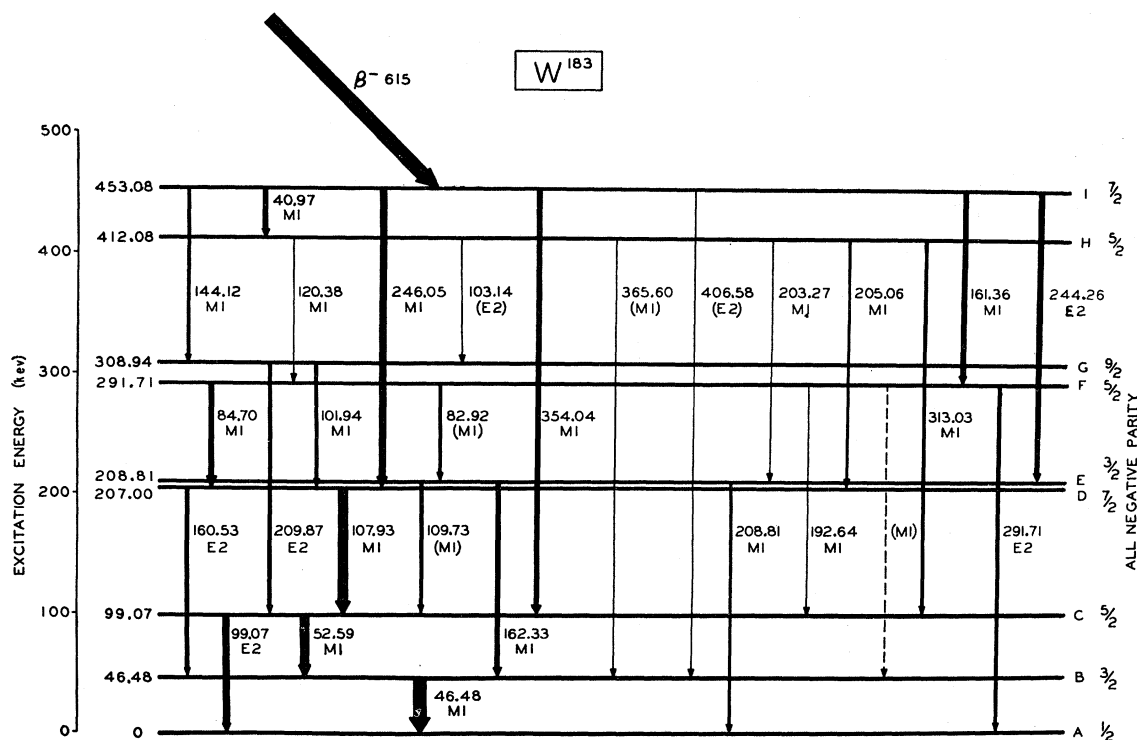 β⁻ 615
W¹⁸³
EXCITATION ENERGY (kev)
500
400
300
200
100
0
453.08
412.08
308.94
291.71
208.81
207.00
99.07
46.48
0
I 7/2
H 5/2
G 9/2
F 5/2
E 3/2
D 7/2
C 5/2
B 3/2
A 1/2
ALL NEGATIVE PARITY
40.97
M1
144.12
M1
120.38
M1
246.05
M1
103.14
(E2)
365.60
(M1)
406.58
(E2)
203.27
M1
205.06
M1
161.36
M1
244.26
E2
84.70
M1
101.94
M1
82.92
(M1)
354.04
M1
313.03
M1
160.53
E2
209.87
E2
107.93
M1
109.73
(M1)
208.81
M1
192.64
M1
(M1)
291.71
E2
99.07
E2
52.59
M1
162.33
M1
46.48
M1